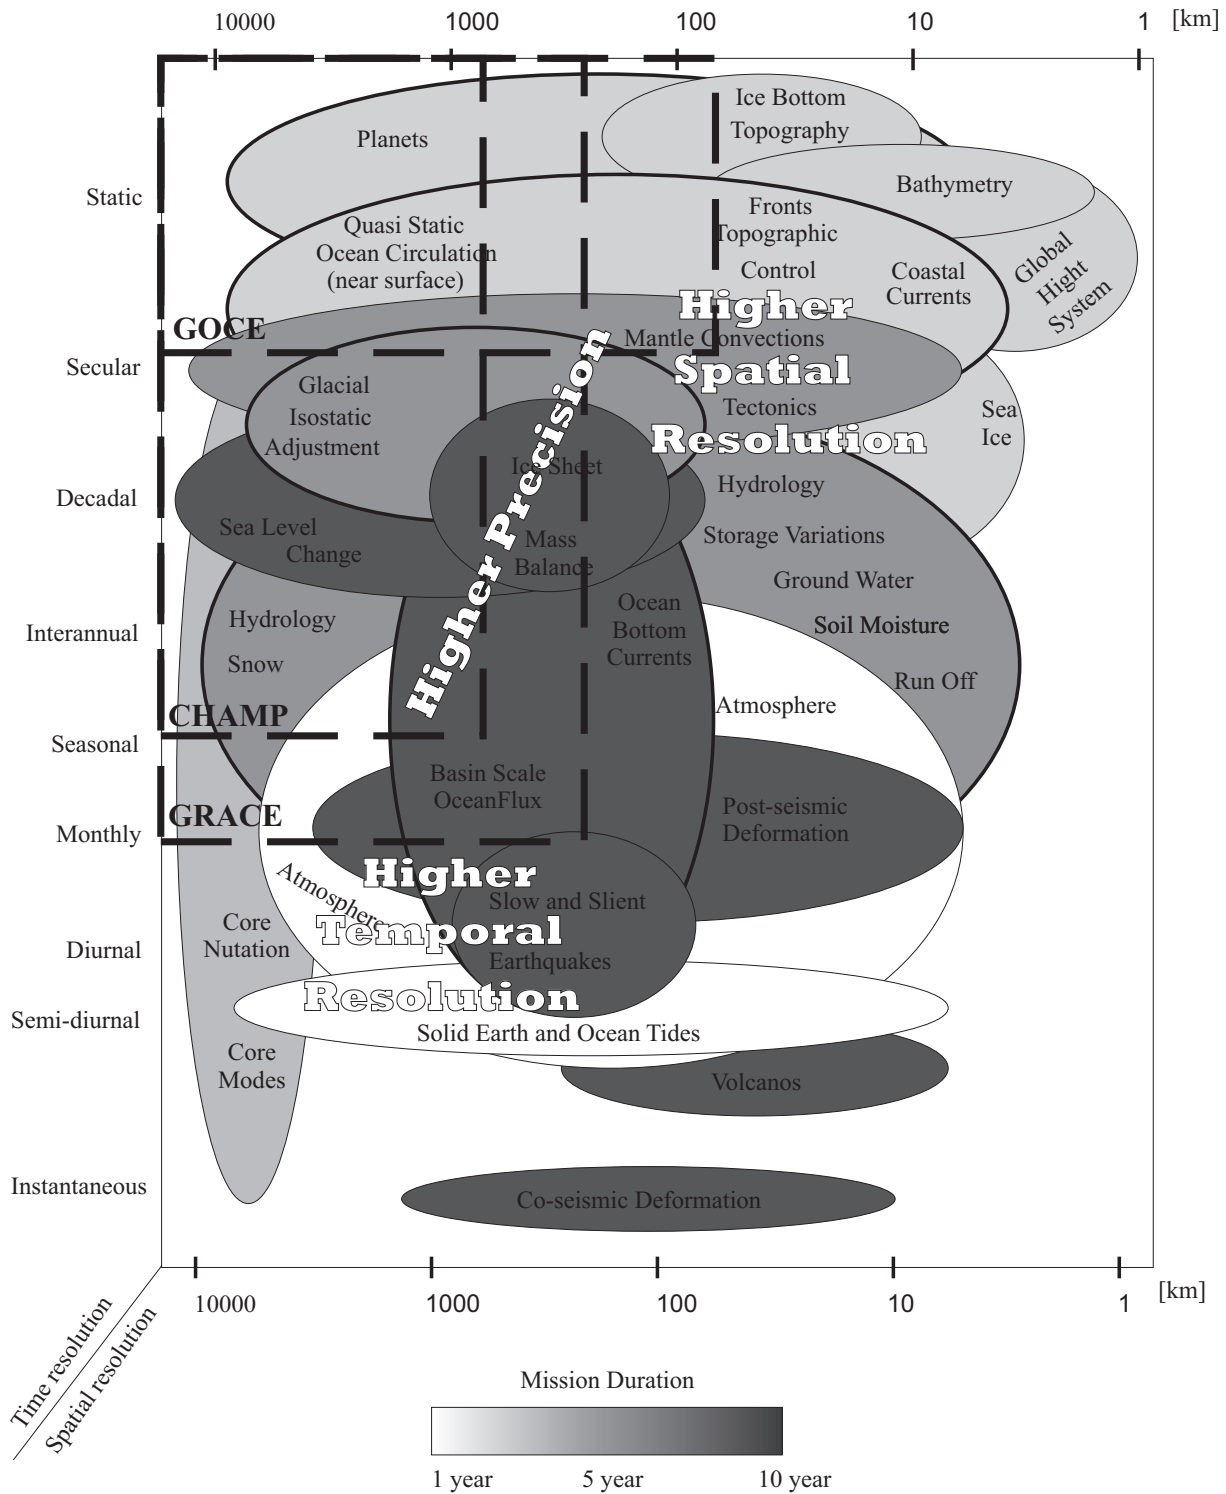 10000 1000 100 10 1 [km]
Ice Bottom
Topography
Planets
Bathymetry
Static
Fronts
Topographic
Control
Quasi Static
Ocean Circulation
(near surface)
Coastal
Currents
Global
Hight
System
GOCE
Higher
Spatial
Resolution
Mantle Convections
Secular
Glacial
Isostatic
Adjustment
Tectonics
Sea
Ice
Higher Precision
Ice Sheet
Mass
Balance
Decadal
Hydrology
Storage Variations
Ground Water
Soil Moisture
Run Off
Sea Level
Change
Interannual
Hydrology
Snow
Ocean
Bottom
Currents
Atmosphere
CHAMP
Seasonal
Basin Scale
OceanFlux
Post-seismic
Deformation
GRACE
Monthly
Higher
Temporal
Resolution
Atmosphere
Slow and Slient
Earthquakes
Core
Nutation
Diurnal
Semi-diurnal
Solid Earth and Ocean Tides
Core
Modes
Volcanos
Instantaneous
Co-seismic Deformation
10000 1000 100 10 1 [km]
Time resolution
Spatial resolution
Mission Duration
1 year 5 year 10 year